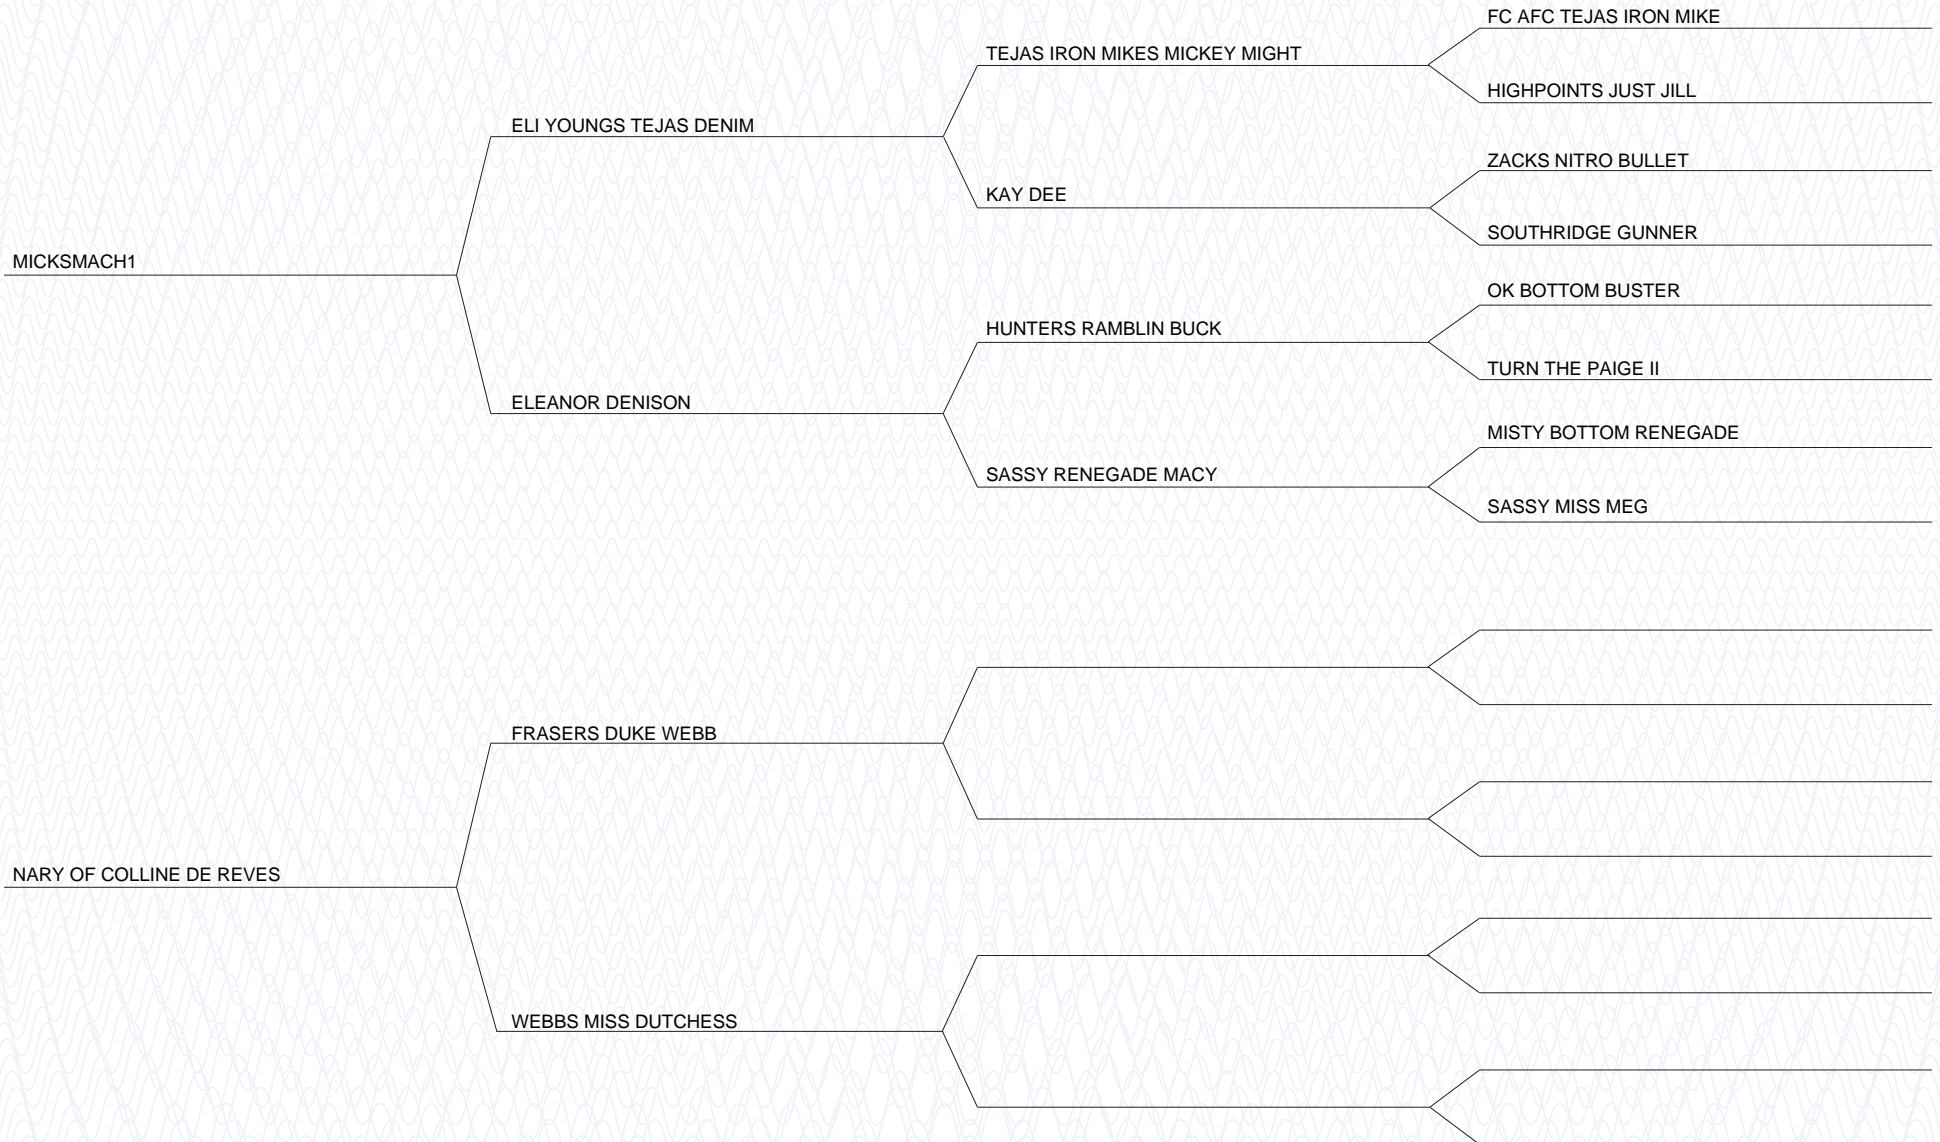 FC AFC TEJAS IRON MIKE
TEJAS IRON MIKES MICKEY MIGHT
HIGHPOINTS JUST JILL
ELI YOUNGS TEJAS DENIM
ZACKS NITRO BULLET
KAY DEE
SOUTHRIDGE GUNNER
MICKSMACH1
OK BOTTOM BUSTER
HUNTERS RAMBLIN BUCK
TURN THE PAIGE II
ELEANOR DENISON
MISTY BOTTOM RENEGADE
SASSY RENEGADE MACY
SASSY MISS MEG
FRASERS DUKE WEBB
NARY OF COLLINE DE REVES
WEBBS MISS DUTCHESS